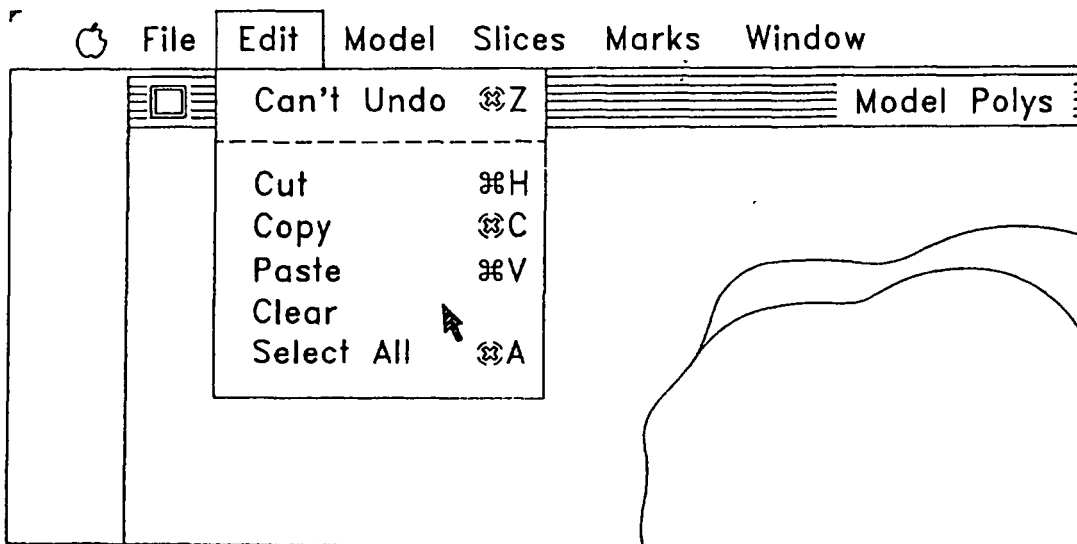 File Edit Model Slices Marks Window
Model Polys
Can't Undo ⌘Z
Cut ⌘H
Copy ⌘C
Paste ⌘V
Clear
Select All ⌘A